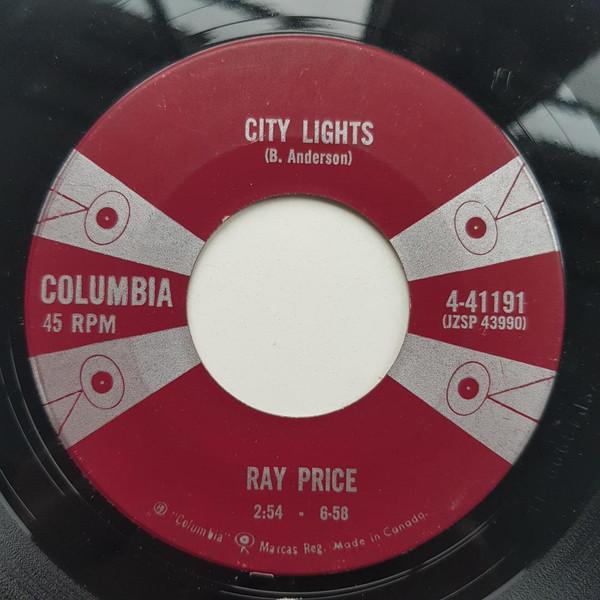 CITY LIGHTS
(B. Anderson)
COLUMBIA
45 RPM
4-41191
(JZSP 43990)
RAY PRICE
2:54 - 6-58
® "Columbia" Marcas Reg. Made in Canada.